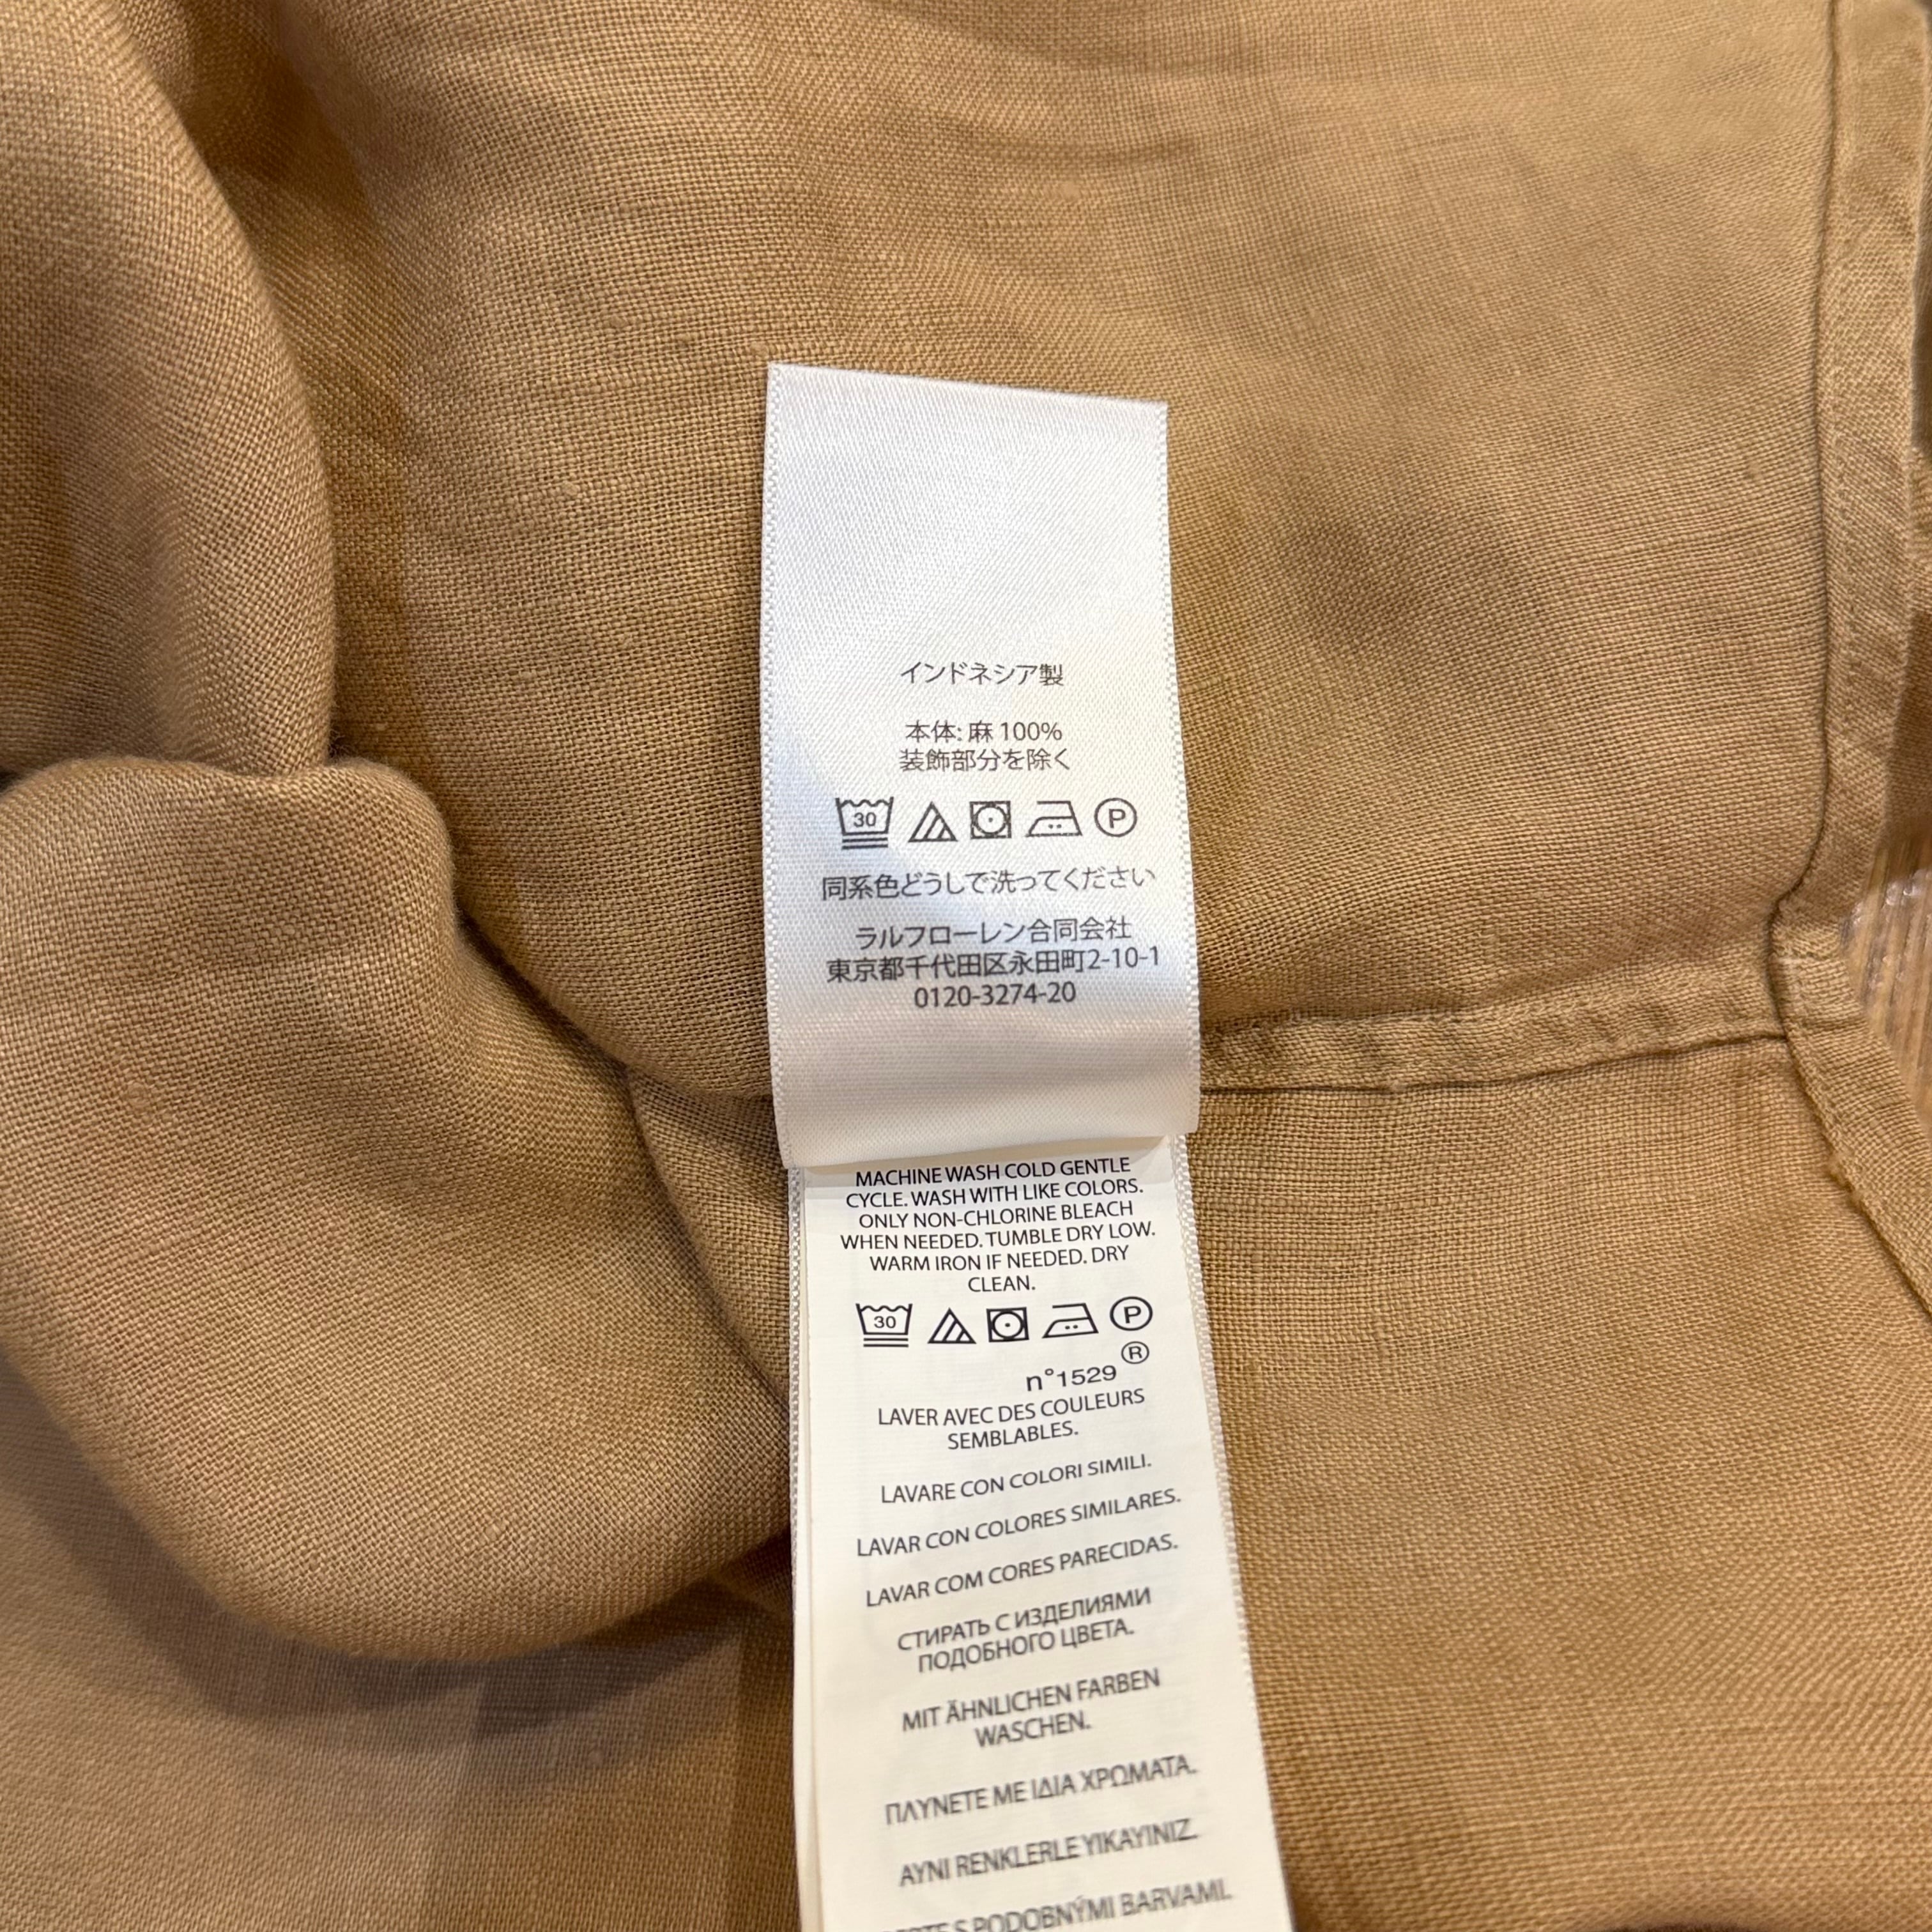 インドネシア製
本体: 麻 100%
装飾部分を除く
30 P
同系色どうしで洗ってください
ラルフローレン合同会社
東京都千代田区永田町2-10-1
0120-3274-20
MACHINE WASH COLD GENTLE
CYCLE. WASH WITH LIKE COLORS.
ONLY NON-CHLORINE BLEACH
WHEN NEEDED. TUMBLE DRY LOW.
WARM IRON IF NEEDED. DRY
CLEAN.
30 P
®
n°1529
LAVER AVEC DES COULEURS
SEMBLABLES.
LAVARE CON COLORI SIMILI.
LAVAR CON COLORES SIMILARES.
LAVAR COM CORES PARECIDAS.
СТИРАТЬ С ИЗДЕЛИЯМИ
ПОДОБНОГО ЦВЕТА.
MIT ÄHNLICHEN FARBEN
WASCHEN.
ΠΛΥΝΕΤΕ ΜΕ ΙΔΙΑ ΧΡΩΜΑΤΑ.
AYNI RENKLERLE YIKAYINIZ.
S PODOBNÝMI BARVAMI.